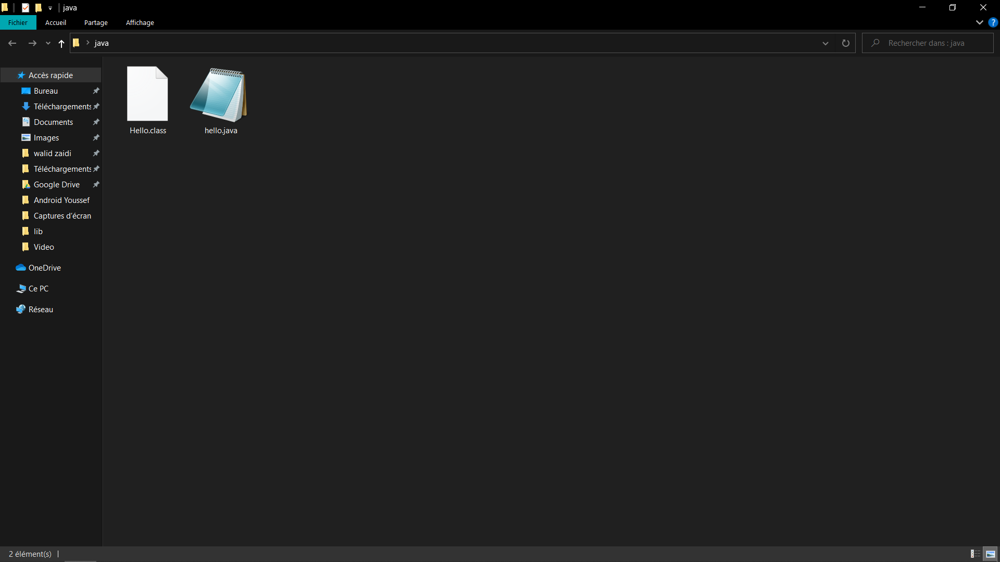 java
Fichier Accueil Partage Affichage
java
Rechercher dans : java
Accès rapide
Bureau
Téléchargements
Documents
Images
walid zaidi
Téléchargements
Google Drive
Android Youssef
Captures d’écran
lib
Video
OneDrive
Ce PC
Réseau
Hello.class
hello.java
2 élément(s)